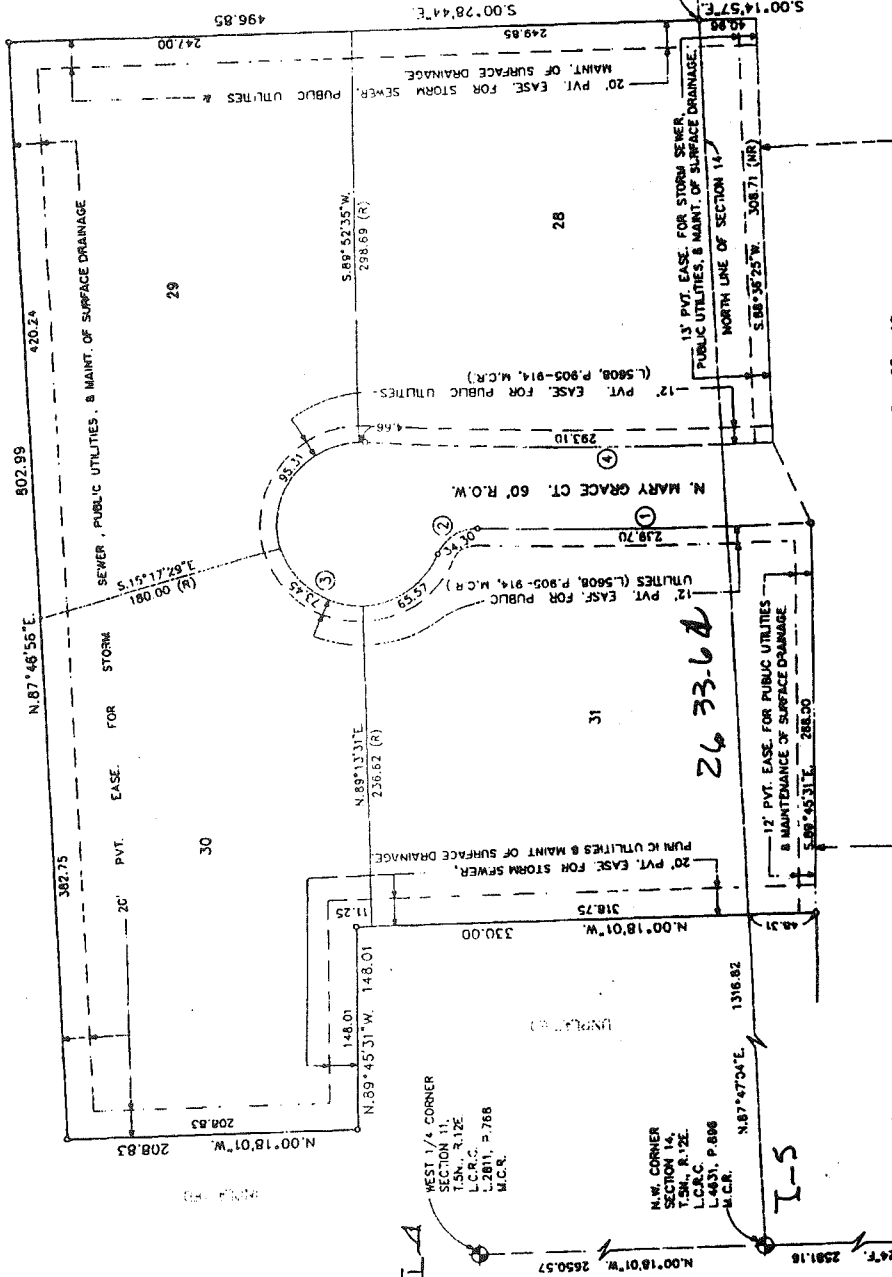 496.85
S.00°28'44"E.
S.00°14'57"E.
247.00
249.85
40.96
20' PVT. EASE. FOR STORM SEWER, PUBLIC UTILITIES &
MAINT. OF SURFACE DRAINAGE.
802.99
N.87°46'56"E.
420.24
382.75
20' PVT. EASE. FOR STORM SEWER, PUBLIC UTILITIES, & MAINT. OF SURFACE DRAINAGE
29
28
S.89°52'35"W.
298.69 (R)
13' PVT. EASE. FOR STORM SEWER,
PUBLIC UTILITIES, & MAINT. OF SURFACE DRAINAGE.
NORTH LINE OF SECTION 14
S.88°36'25"W. 308.71 (NR)
12' PVT. EASE. FOR PUBLIC UTILITIES
(L.5608, P.905-914, M.C.R.)
4.66
293.10
4
95.31
N. MARY GRACE CT. 60' R.O.W.
S.15°17'29"E.
180.00 (R)
3
73.45
65.57
2
34.30
1
239.70
12' PVT. EASE. FOR PUBLIC
UTILITIES (L.5608, P.905-914, M.C.R.)
2633.64
N.89°13'31"E.
236.62 (R)
30
31
12' PVT. EASE. FOR PUBLIC UTILITIES
& MAINTENANCE OF SURFACE DRAINAGE
S.89°45'31"E. 288.00
20' PVT. EASE. FOR STORM SEWER,
PUBLIC UTILITIES & MAINT OF SURFACE DRAINAGE.
11.25
318.75
330.00
N.00°18'01"W.
48.31
148.01
N.89°45'31"W. 148.01
208.83
N.00°18'01"W.
208.83
UNPLATTED
WEST 1/4 CORNER
SECTION 11,
T.5N., R.12E.
L.C.R.C.
L.2811, P.768
M.C.R.
N.W. CORNER
SECTION 14,
T.5N., R.12E.
L.C.R.C.
L.4631, P.896
M.C.R.
N.87°47'04"E.
1316.82
I-5
N.00°18'01"W. 2650.57
2581.16